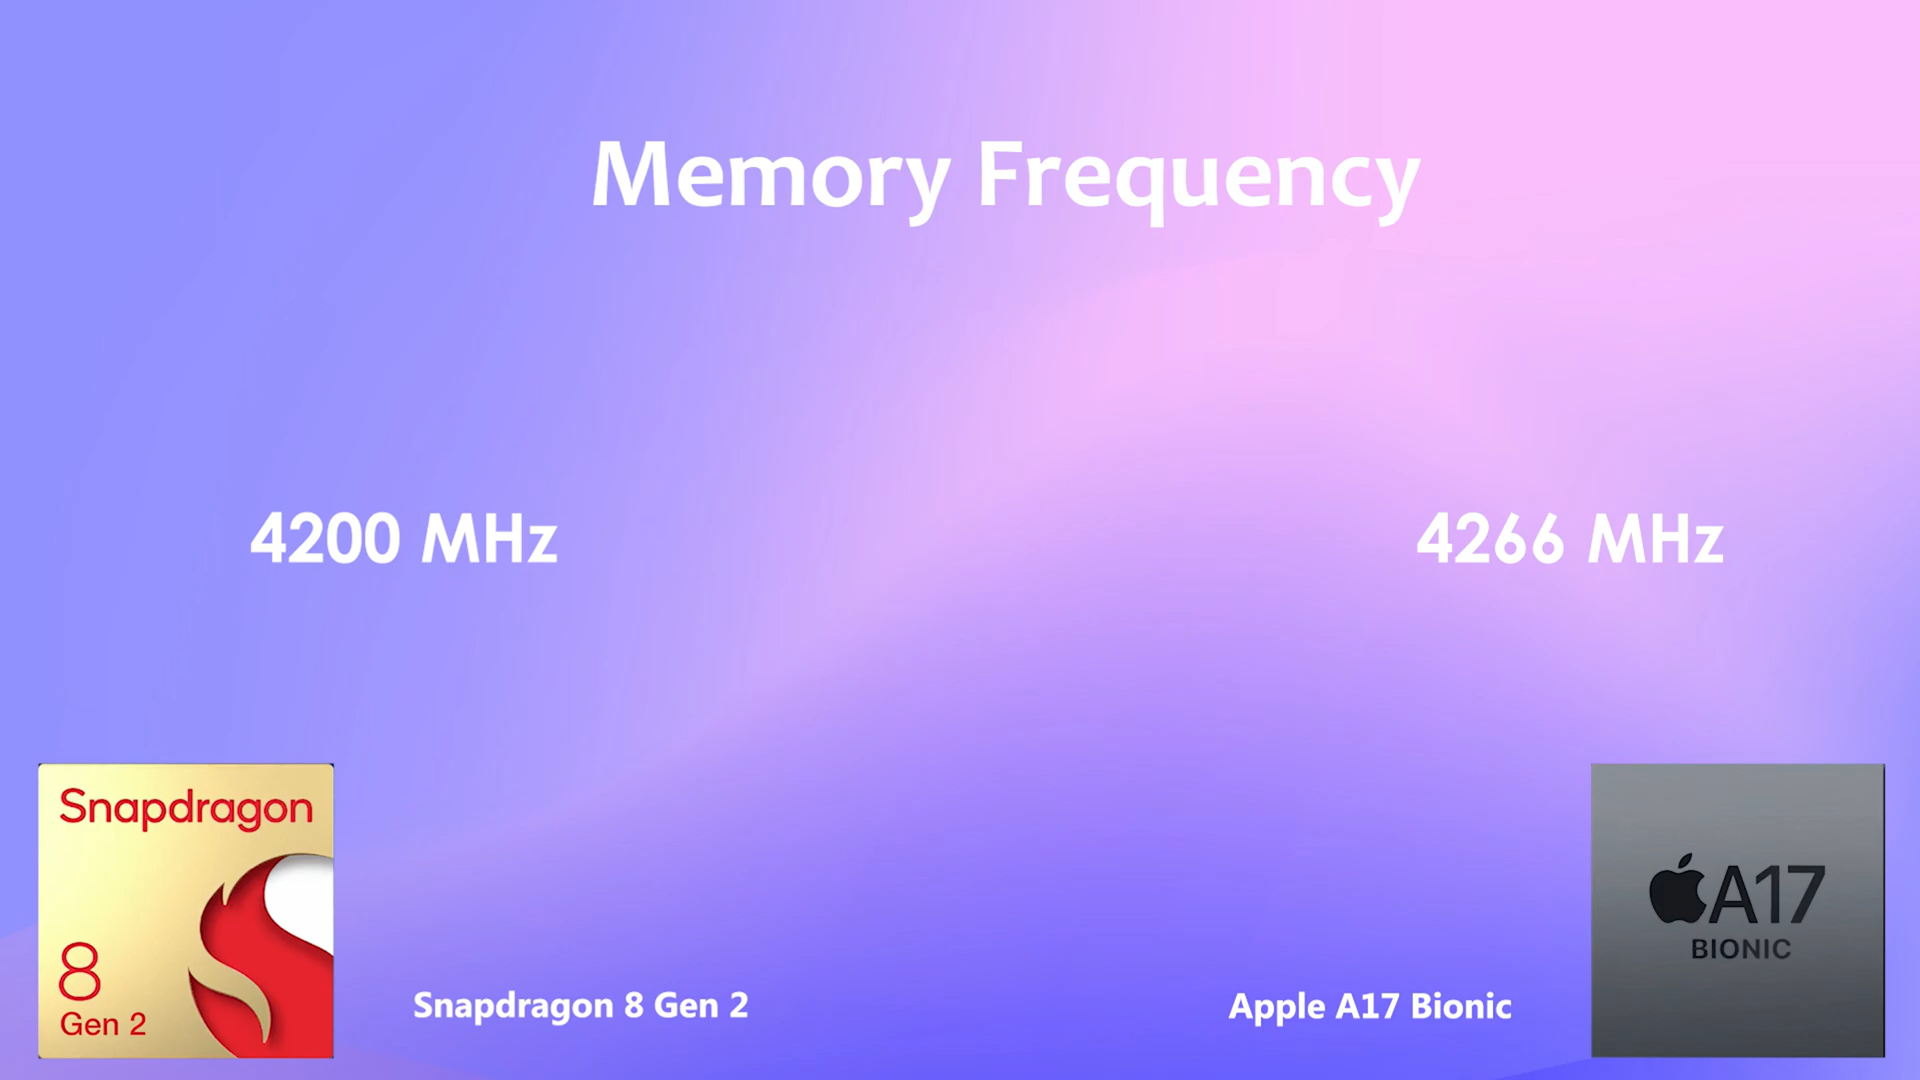 Memory Frequency
4200 MHz
4266 MHz
Snapdragon
8
Gen 2
Snapdragon 8 Gen 2
Apple A17 Bionic
A17
BIONIC